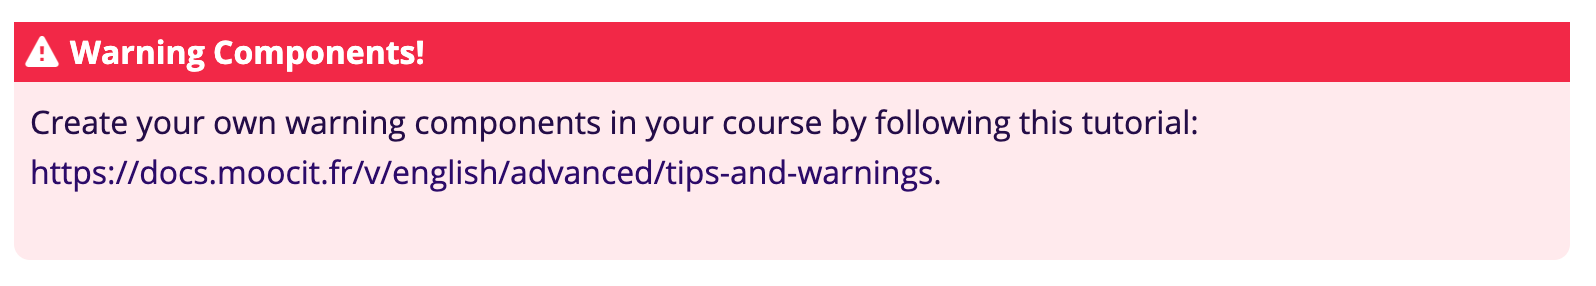 Warning Components!
Create your own warning components in your course by following this tutorial:
https://docs.moocit.fr/v/english/advanced/tips-and-warnings.